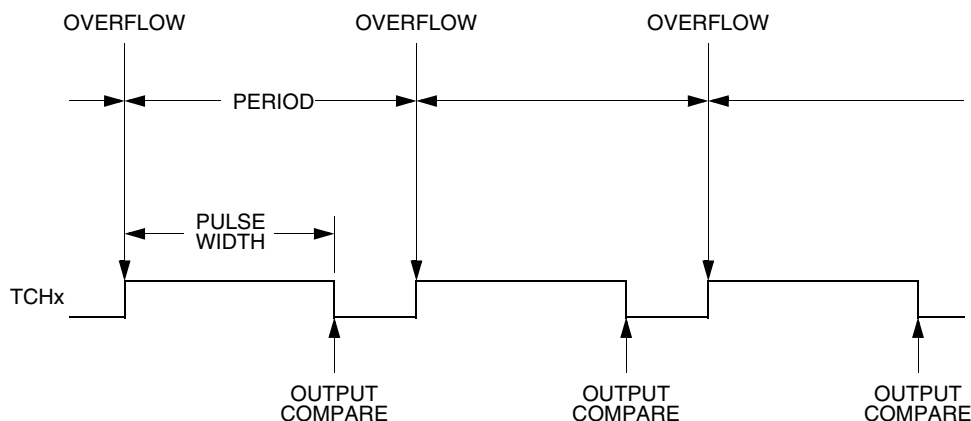 OVERFLOW OVERFLOW OVERFLOW
PERIOD
PULSE
WIDTH
TCHx
OUTPUT
COMPARE
OUTPUT
COMPARE
OUTPUT
COMPARE